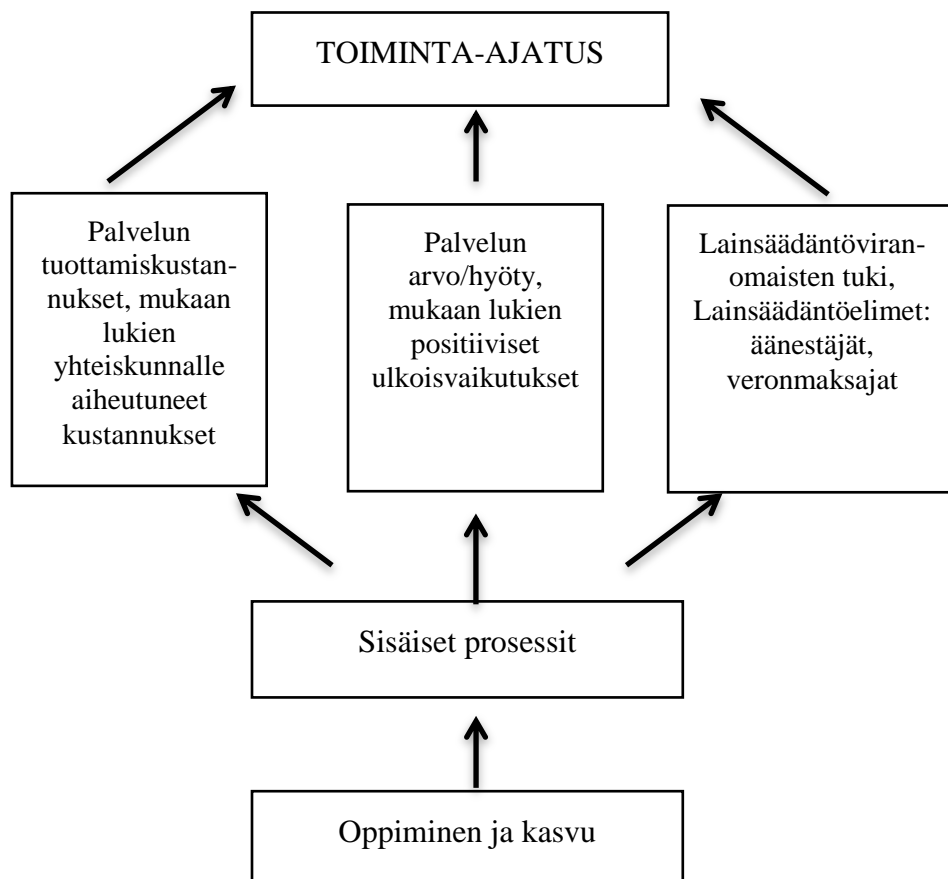 TOIMINTA-AJATUS
Palvelun
tuottamiskustan-
nukset, mukaan
lukien
yhteiskunnalle
aiheutuneet
kustannukset
Palvelun
arvo/hyöty,
mukaan lukien
positiiviset
ulkoisvaikutukset
Lainsäädäntöviran-
omaisten tuki,
Lainsäädäntöelimet:
äänestäjät,
veronmaksajat
Sisäiset prosessit
Oppiminen ja kasvu